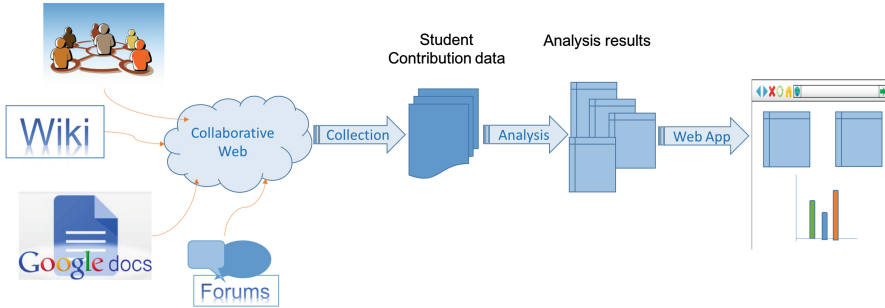 Student
Contribution data
Analysis results
Wiki
Collaborative
Web
Collection
Analysis
Web App
Google docs
Forums